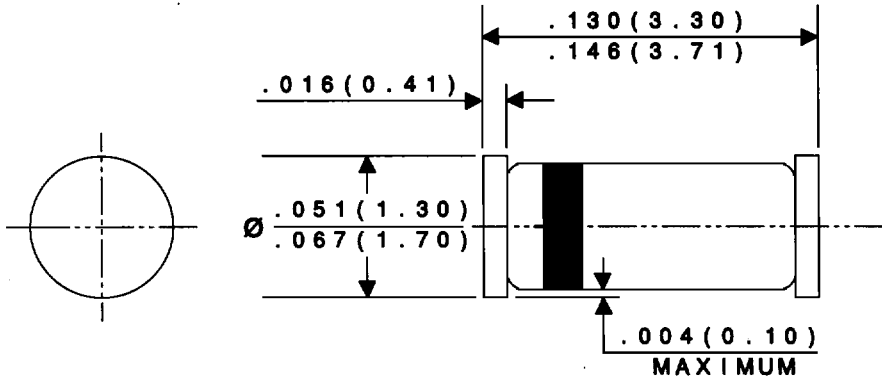 .130(3.30)
.146(3.71)
.016(0.41)
Ø .051(1.30)
.067(1.70)
.004(0.10)
MAXIMUM